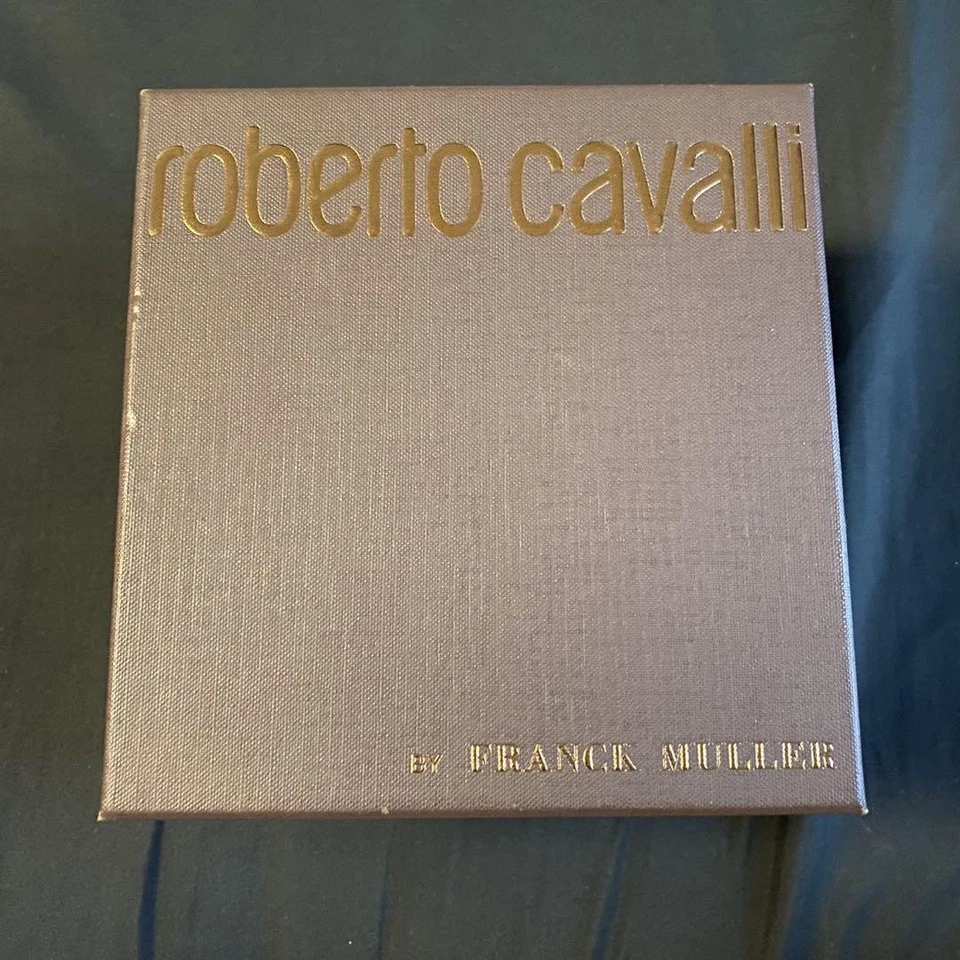 roberto cavalli
BY FRANCK MULLER